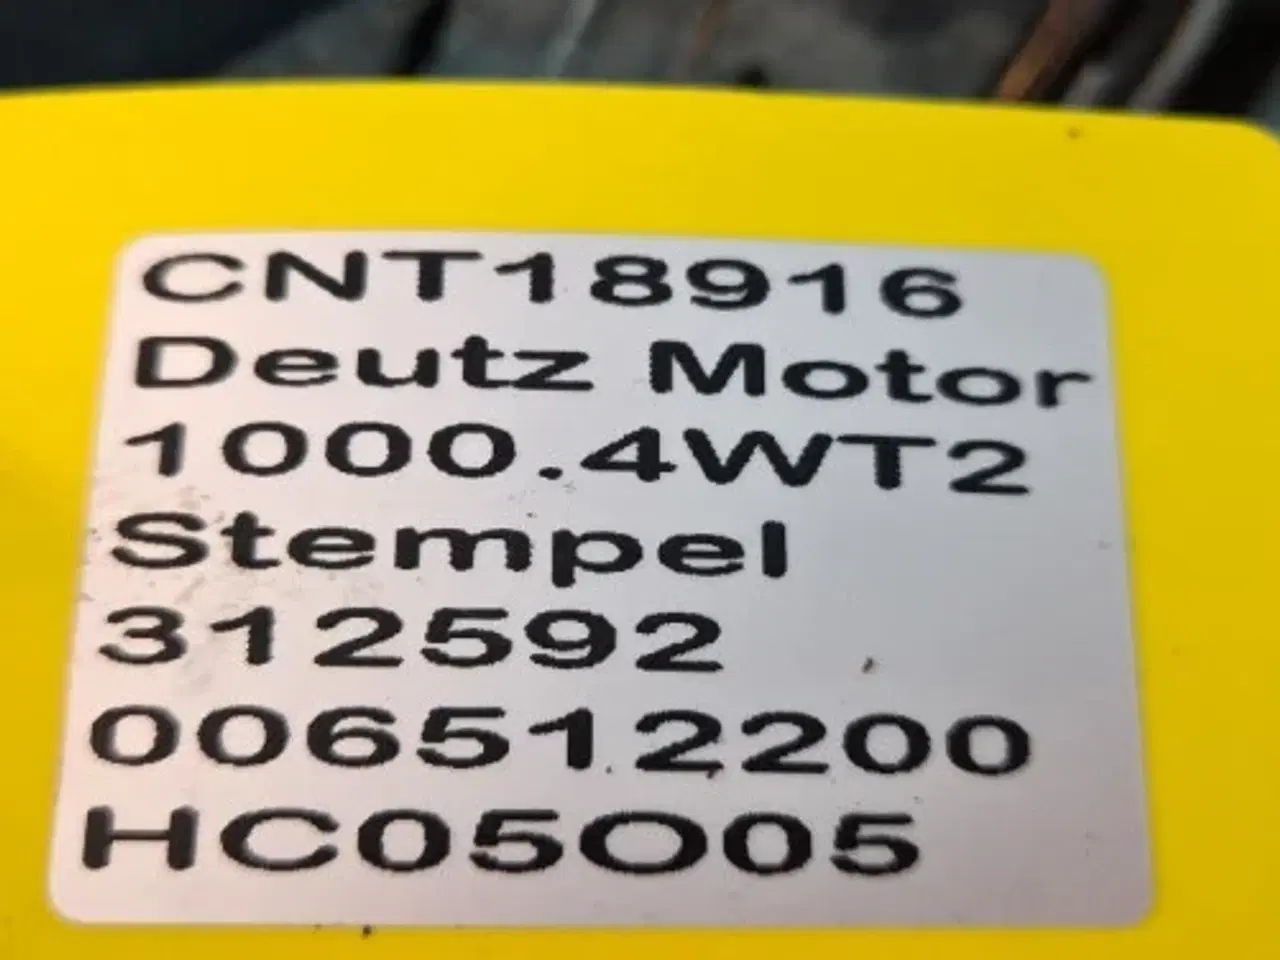 CNT18916
Deutz Motor
1000.4WT2
Stempel
312592
006512200
HC05O05